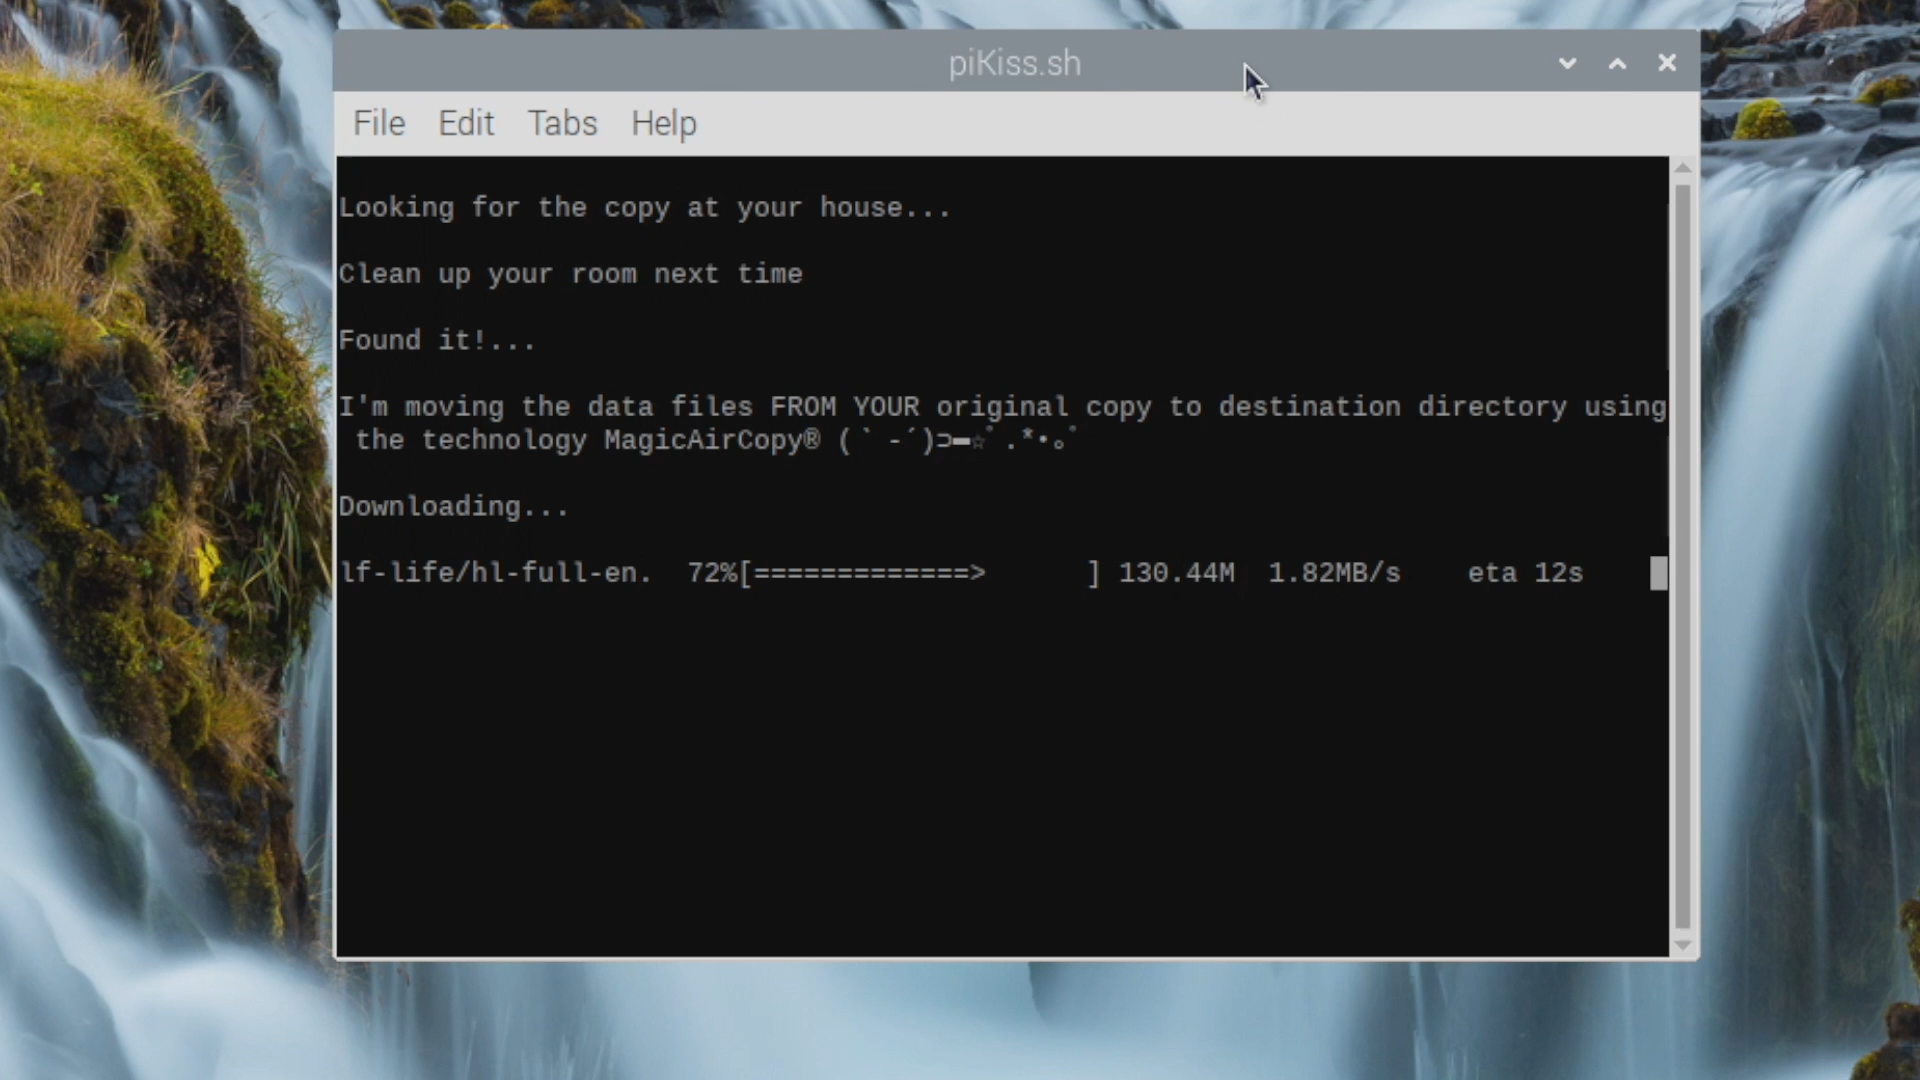 piKiss.sh
File Edit Tabs Help
Looking for the copy at your house...
Clean up your room next time
Found it!...
I'm moving the data files FROM YOUR original copy to destination directory using
the technology MagicAirCopy® (｀-´)⊃━☆ﾟ.*･｡ﾟ
Downloading...
lf-life/hl-full-en. 72%[=============> ] 130.44M 1.82MB/s eta 12s